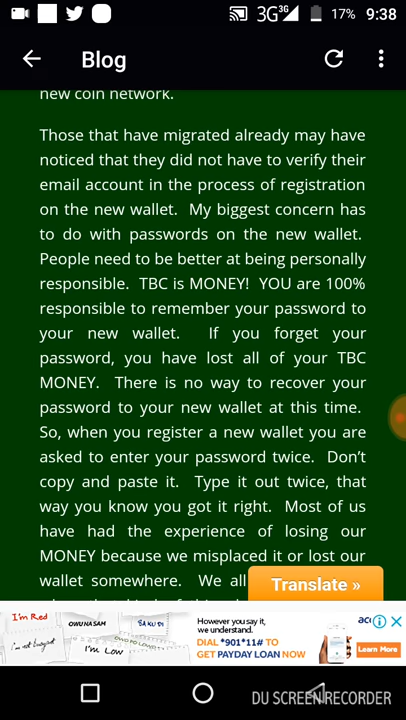 3G 3G 17% 9:38
Blog
new coin network.
Those that have migrated already may have
noticed that they did not have to verify their
email account in the process of registration
on the new wallet. My biggest concern has
to do with passwords on the new wallet.
People need to be better at being personally
responsible. TBC is MONEY! YOU are 100%
responsible to remember your password to
your new wallet. If you forget your
password, you have lost all of your TBC
MONEY. There is no way to recover your
password to your new wallet at this time.
So, when you register a new wallet you are
asked to enter your password twice. Don't
copy and paste it. Type it out twice, that
way you know you got it right. Most of us
have had the experience of losing our
MONEY because we misplaced it or lost our
wallet somewhere. We all
Translate »
I'm Red
OWU NA SAM
SA KU DI
I'm Low
However you say it,
we understand.
DIAL *901*11# TO
GET PAYDAY LOAN NOW
Learn More
DU SCREEN RECORDER